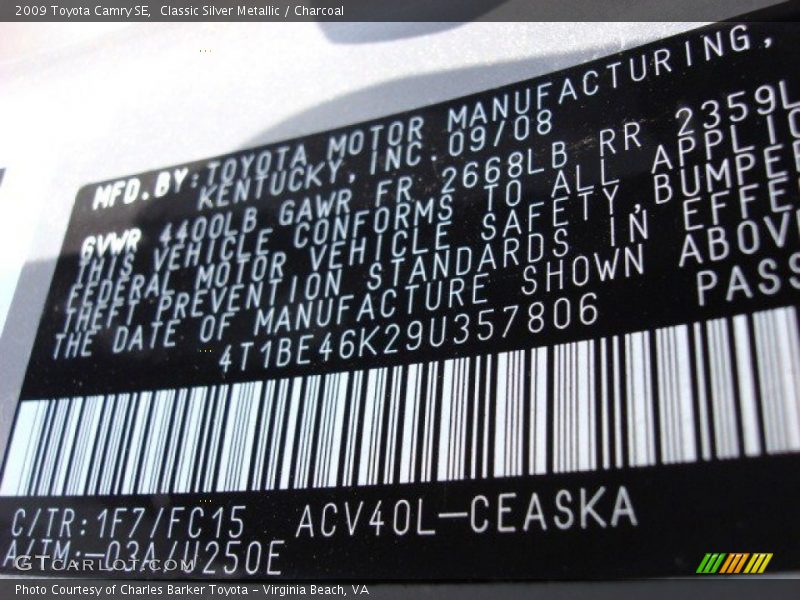 2009 Toyota Camry SE, Classic Silver Metallic / Charcoal
MFD.BY:TOYOTA MOTOR MANUFACTURING,
KENTUCKY,INC. 09/08
GVWR 4400LB GAWR FR 2668LB RR 2359L
THIS VEHICLE CONFORMS TO ALL APPLIC
FEDERAL MOTOR VEHICLE SAFETY,BUMPER
THEFT PREVENTION STANDARDS IN EFFE
THE DATE OF MANUFACTURE SHOWN ABOV
4T1BE46K29U357806 PASS
C/TR:1F7/FC15 ACV40L-CEASKA
A/TM:-03A/U250E
GTcarlot.com
Photo Courtesy of Charles Barker Toyota – Virginia Beach, VA